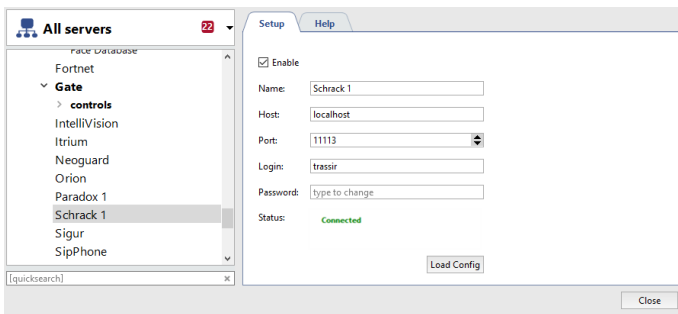 All servers
22
Face Database
Fortnet
Gate
controls
IntelliVision
Itrium
Neoguard
Orion
Paradox 1
Schrack 1
Sigur
SipPhone
[quicksearch]
Setup Help
Enable
Name: Schrack 1
Host: localhost
Port: 11113
Login: trassir
Password: type to change
Status: Connected
Load Config
Close